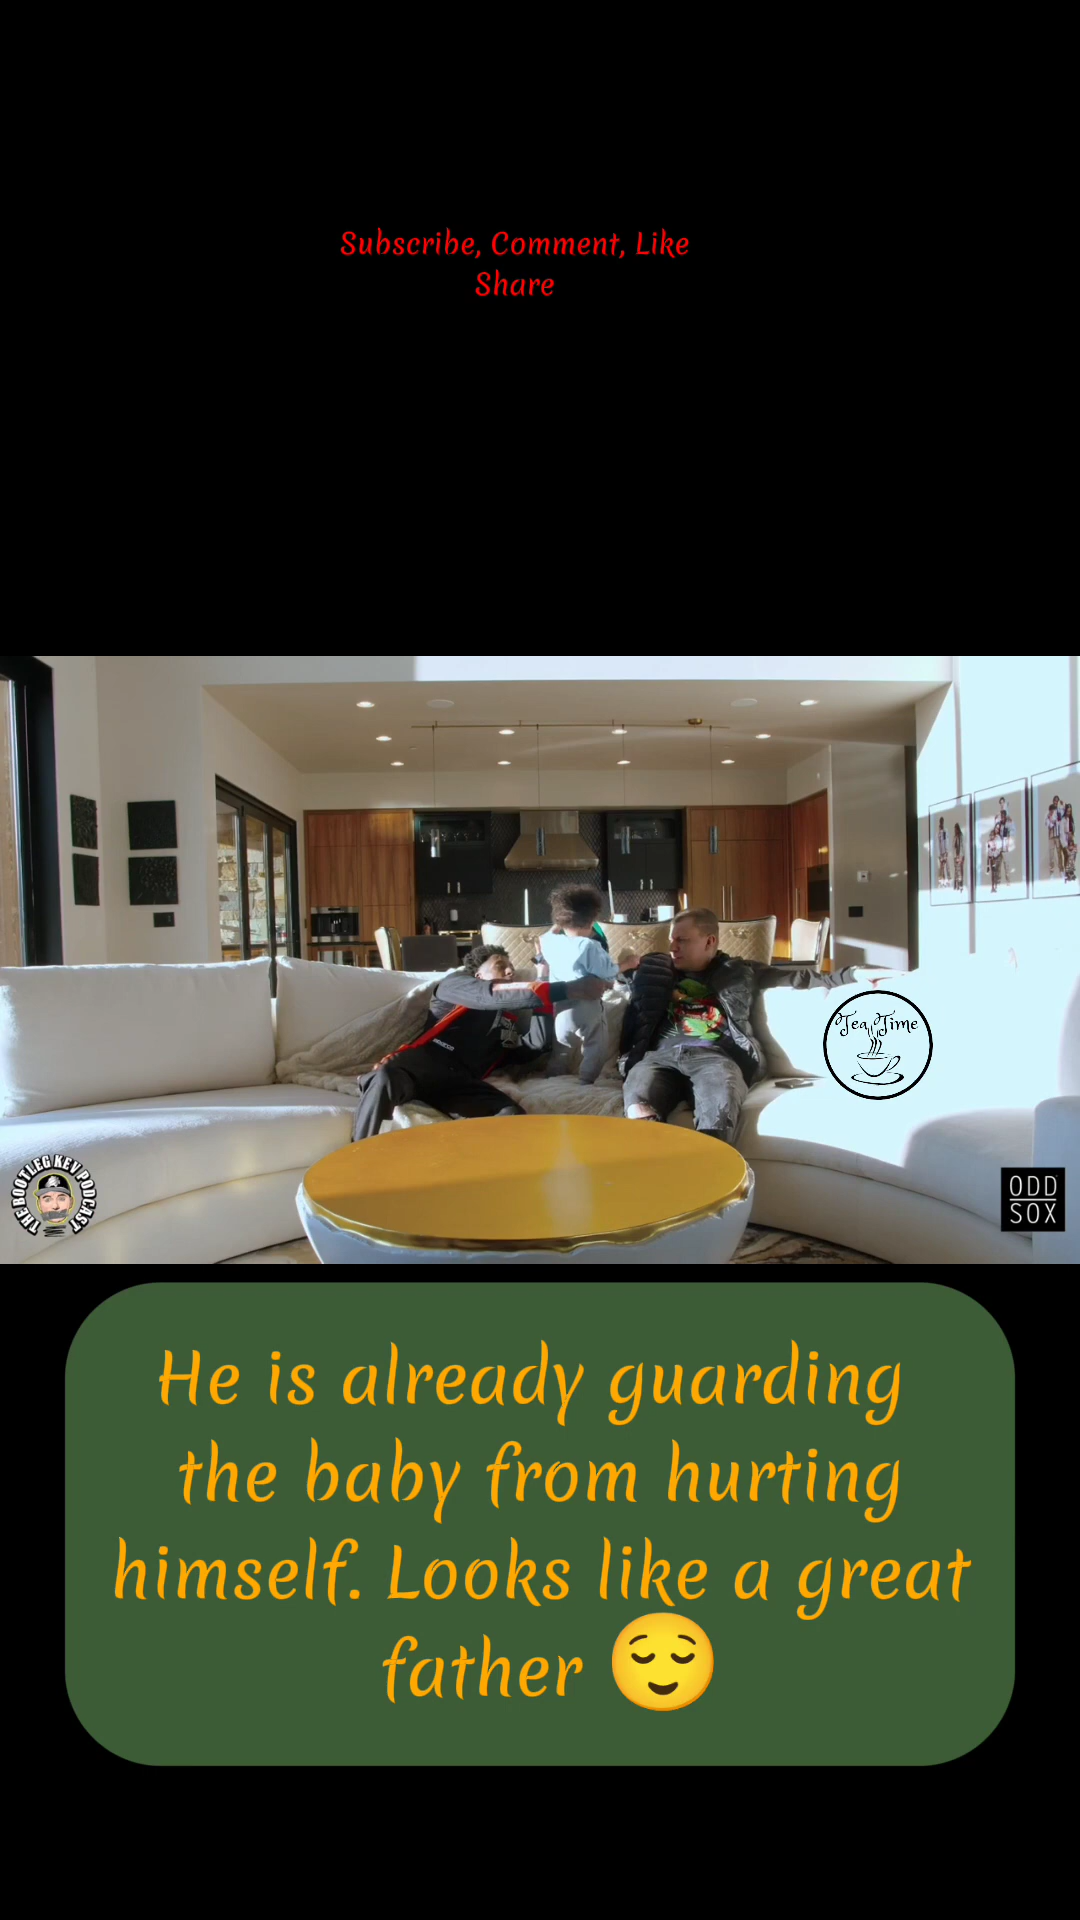 Subscribe, Comment, Like
Share
Tea Time
THE BOOTLEG KEV PODCAST
ODD
SOX
He is already guarding
the baby from hurting
himself. Looks like a great
father 😌